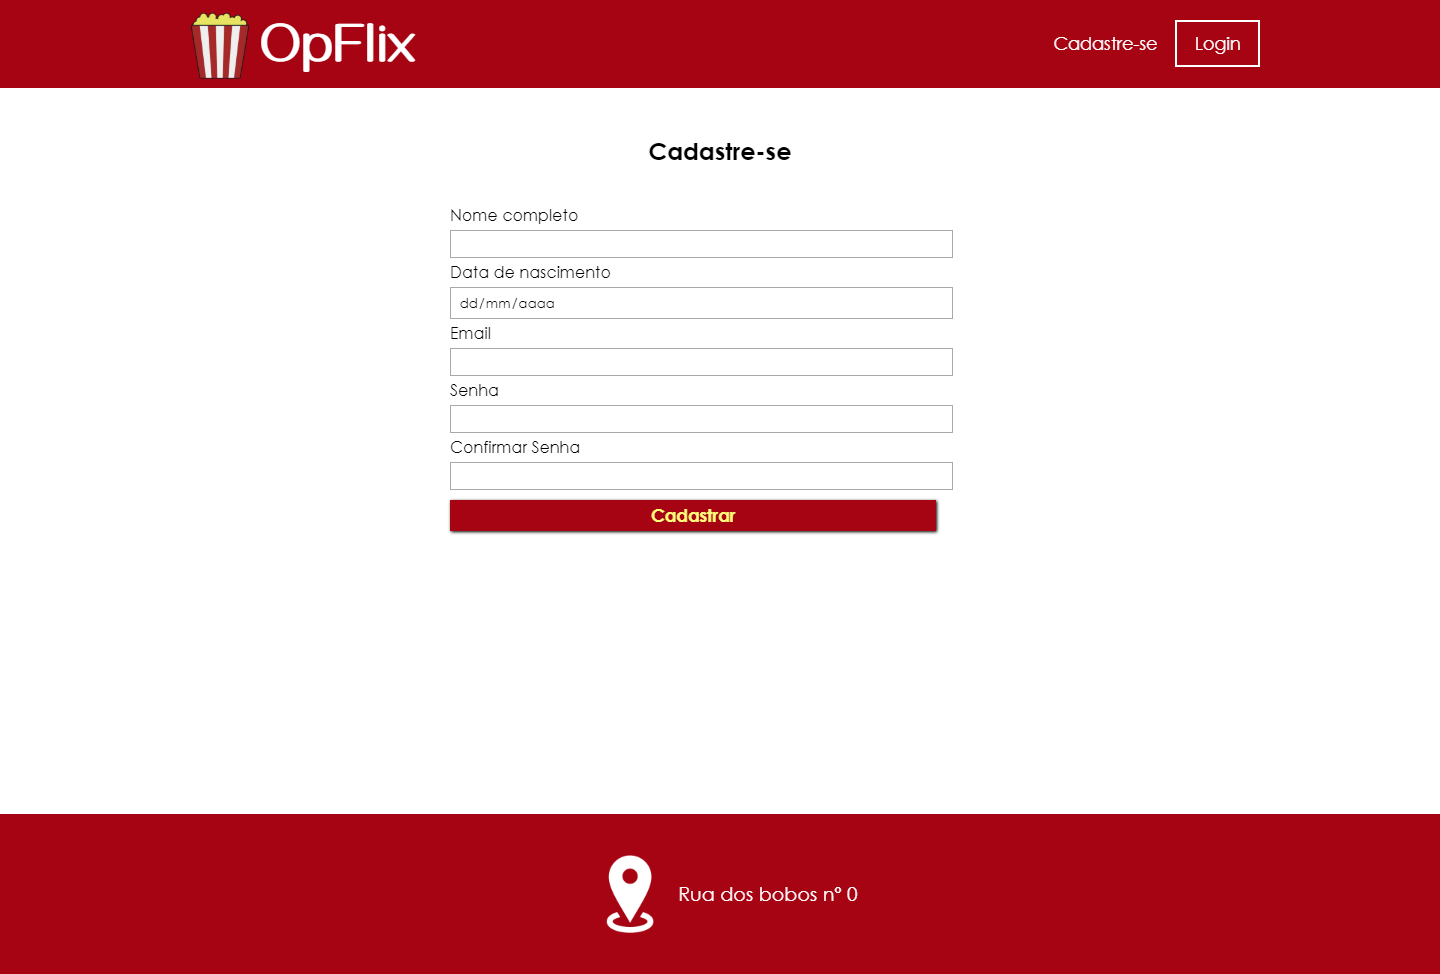 OpFlix
Cadastre-se
Login
Cadastre-se
Nome completo
Data de nascimento
dd/mm/aaaa
Email
Senha
Confirmar Senha
Cadastrar
Rua dos bobos nº 0